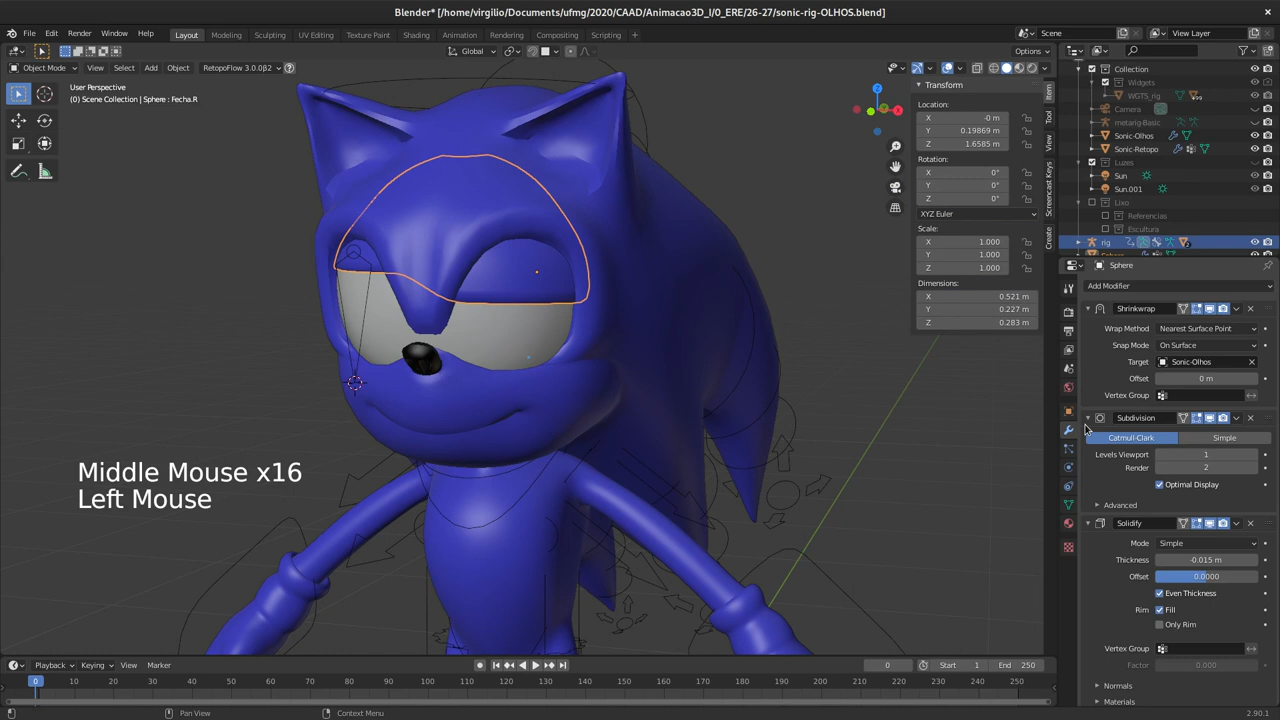 Blender* [/home/virgilio/Documents/ufmg/2020/CAAD/Animacao3D_I/0_ERE/26-27/sonic-rig-OLHOS.blend]
File Edit Render Window Help Layout Modeling Sculpting UV Editing Texture Paint Shading Animation Rendering Compositing Scripting Scene View Layer
Global Options
Object Mode View Select Add Object RetopoFlow 3.0.0β2
User Perspective
(0) Scene Collection | Sphere : Fecha.R
Transform
Location:
X -0 m
Y 0.19869 m
Z 1.6585 m
Rotation:
X 0°
Y 0°
Z 0°
XYZ Euler
Scale:
X 1.000
Y 1.000
Z 1.000
Dimensions:
X 0.521 m
Y 0.227 m
Z 0.283 m
Item
Tool
View
Screencast Keys
Create
Collection
Widgets
WGTS_rig
Camera
metarig-Basic
Sonic-Olhos
Sonic-Retopo
Luzes
Sun
Sun.001
Lixo
Referencias
Escultura
rig
Sphere
Add Modifier
Shrinkwrap
Wrap Method Nearest Surface Point
Snap Mode On Surface
Target Sonic-Olhos
Offset 0 m
Vertex Group
Subdivision
Catmull-Clark Simple
Levels Viewport 1
Render 2
Optimal Display
Advanced
Solidify
Mode Simple
Thickness -0.015 m
Offset 0.0000
Even Thickness
Rim Fill
Only Rim
Vertex Group
Factor 0.000
Normals
Materials
Middle Mouse x16
Left Mouse
Playback Keying View Marker 0 Start 1 End 250
0 10 20 30 40 50 60 70 80 90 100 110 120 130 140 150 160 170 180 190 200 210 220 230 240 250
Pan View Context Menu 2.90.1